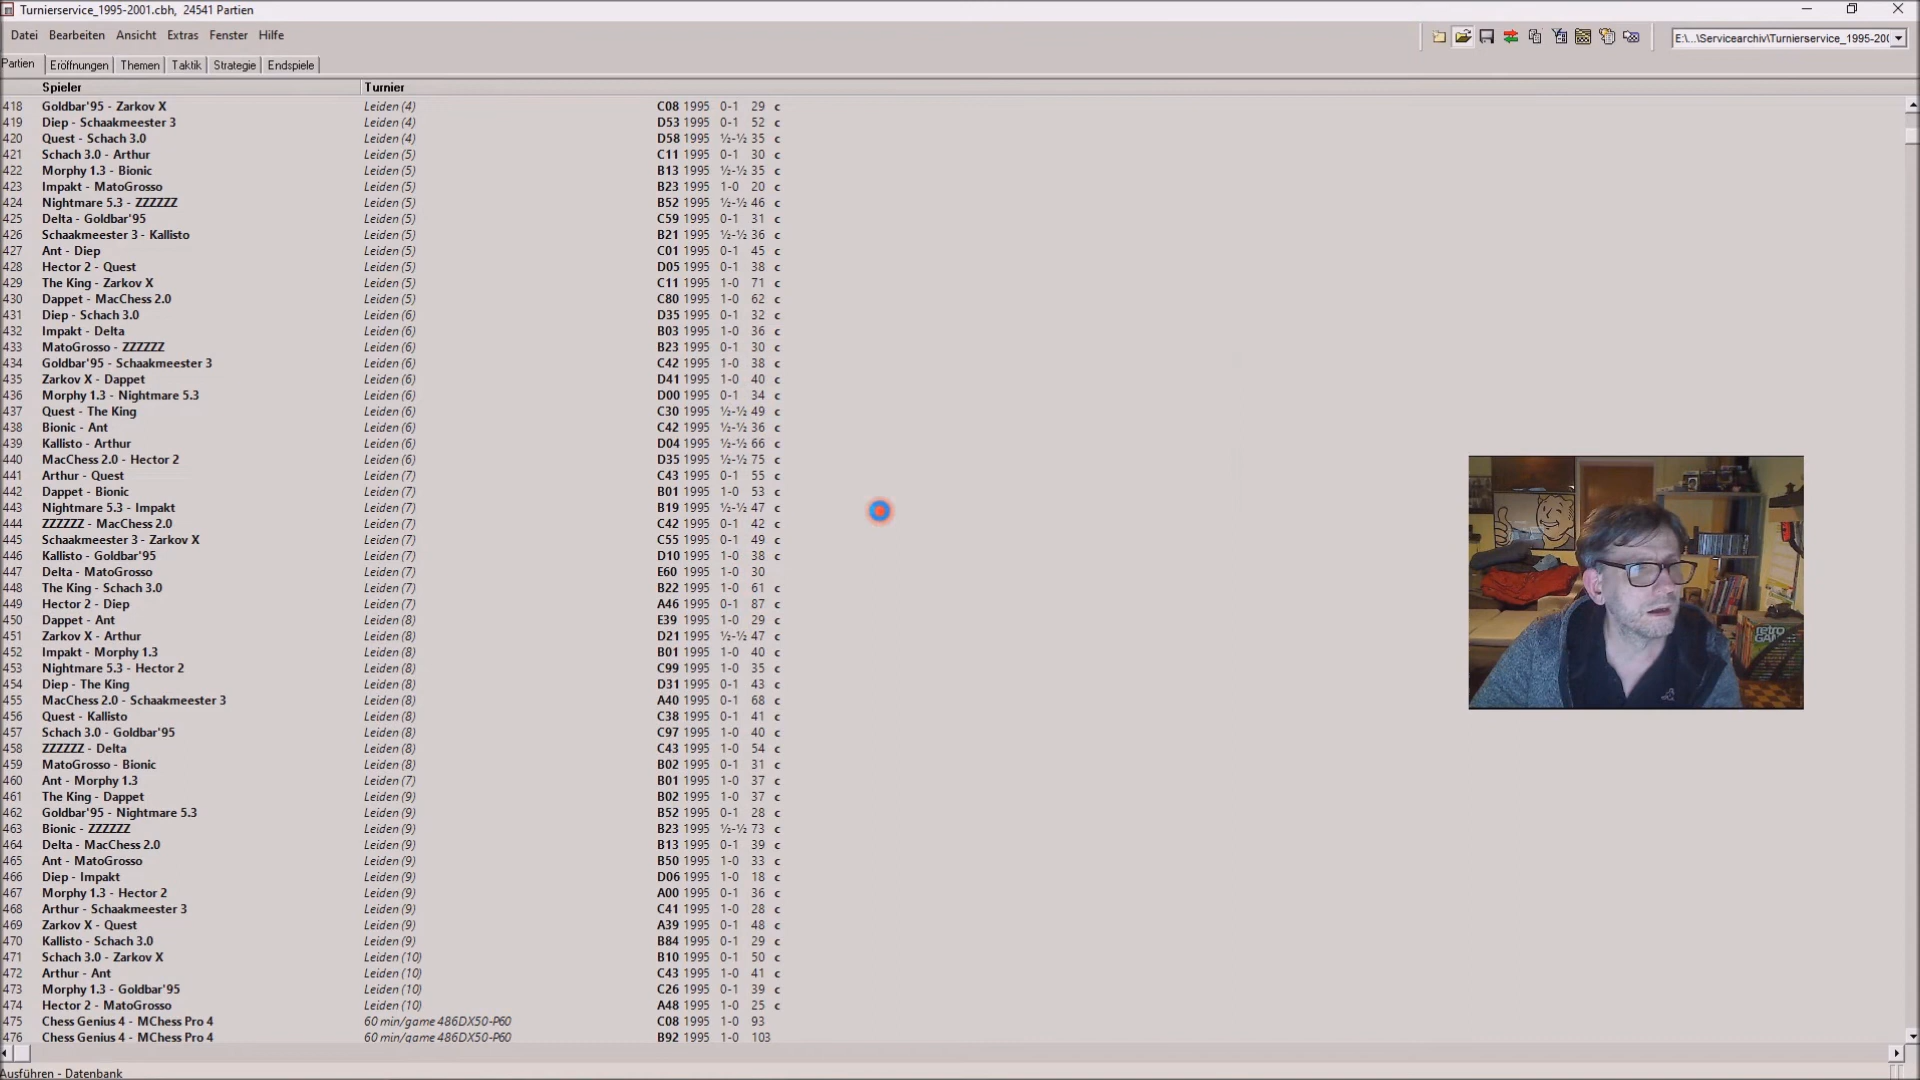 Turnierservice_1995-2001.cbh, 24541 Partien
Datei Bearbeiten Ansicht Extras Fenster Hilfe
E:\...\Servicearchiv\Turnierservice_1995-200
Partien Eröffnungen Themen Taktik Strategie Endspiele
Spieler Turnier
418 Goldbar'95 - Zarkov X Leiden (4) C08 1995 0-1 29 c
419 Diep - Schaakmeester 3 Leiden (4) D53 1995 0-1 52 c
420 Quest - Schach 3.0 Leiden (4) D58 1995 ½-½ 35 c
421 Schach 3.0 - Arthur Leiden (5) C11 1995 0-1 30 c
422 Morphy 1.3 - Bionic Leiden (5) B13 1995 ½-½ 35 c
423 Impakt - MatoGrosso Leiden (5) B23 1995 1-0 20 c
424 Nightmare 5.3 - ZZZZZZ Leiden (5) B52 1995 ½-½ 46 c
425 Delta - Goldbar'95 Leiden (5) C59 1995 0-1 31 c
426 Schaakmeester 3 - Kallisto Leiden (5) B21 1995 ½-½ 36 c
427 Ant - Diep Leiden (5) C01 1995 0-1 45 c
428 Hector 2 - Quest Leiden (5) D05 1995 0-1 38 c
429 The King - Zarkov X Leiden (5) C11 1995 1-0 71 c
430 Dappet - MacChess 2.0 Leiden (5) C80 1995 1-0 62 c
431 Diep - Schach 3.0 Leiden (6) D35 1995 0-1 32 c
432 Impakt - Delta Leiden (6) B03 1995 1-0 36 c
433 MatoGrosso - ZZZZZZ Leiden (6) B23 1995 0-1 30 c
434 Goldbar'95 - Schaakmeester 3 Leiden (6) C42 1995 1-0 38 c
435 Zarkov X - Dappet Leiden (6) D41 1995 1-0 40 c
436 Morphy 1.3 - Nightmare 5.3 Leiden (6) D00 1995 0-1 34 c
437 Quest - The King Leiden (6) C30 1995 ½-½ 49 c
438 Bionic - Ant Leiden (6) C42 1995 ½-½ 36 c
439 Kallisto - Arthur Leiden (6) D04 1995 ½-½ 66 c
440 MacChess 2.0 - Hector 2 Leiden (6) D35 1995 ½-½ 75 c
441 Arthur - Quest Leiden (7) C43 1995 0-1 55 c
442 Dappet - Bionic Leiden (7) B01 1995 1-0 53 c
443 Nightmare 5.3 - Impakt Leiden (7) B19 1995 ½-½ 47 c
444 ZZZZZZ - MacChess 2.0 Leiden (7) C42 1995 0-1 42 c
445 Schaakmeester 3 - Zarkov X Leiden (7) C55 1995 0-1 49 c
446 Kallisto - Goldbar'95 Leiden (7) D10 1995 1-0 38 c
447 Delta - MatoGrosso Leiden (7) E60 1995 1-0 30
448 The King - Schach 3.0 Leiden (7) B22 1995 1-0 61 c
449 Hector 2 - Diep Leiden (7) A46 1995 0-1 87 c
450 Dappet - Ant Leiden (8) E39 1995 1-0 29 c
451 Zarkov X - Arthur Leiden (8) D21 1995 ½-½ 47 c
452 Impakt - Morphy 1.3 Leiden (8) B01 1995 1-0 40 c
453 Nightmare 5.3 - Hector 2 Leiden (8) C99 1995 1-0 35 c
454 Diep - The King Leiden (8) D31 1995 0-1 43 c
455 MacChess 2.0 - Schaakmeester 3 Leiden (8) A40 1995 0-1 68 c
456 Quest - Kallisto Leiden (8) C38 1995 0-1 41 c
457 Schach 3.0 - Goldbar'95 Leiden (8) C97 1995 1-0 40 c
458 ZZZZZZ - Delta Leiden (8) C43 1995 1-0 54 c
459 MatoGrosso - Bionic Leiden (8) B02 1995 0-1 31 c
460 Ant - Morphy 1.3 Leiden (7) B01 1995 1-0 37 c
461 The King - Dappet Leiden (9) B02 1995 1-0 37 c
462 Goldbar'95 - Nightmare 5.3 Leiden (9) B52 1995 0-1 28 c
463 Bionic - ZZZZZZ Leiden (9) B23 1995 ½-½ 73 c
464 Delta - MacChess 2.0 Leiden (9) B13 1995 0-1 39 c
465 Ant - MatoGrosso Leiden (9) B50 1995 1-0 33 c
466 Diep - Impakt Leiden (9) D06 1995 1-0 18 c
467 Morphy 1.3 - Hector 2 Leiden (9) A00 1995 0-1 36 c
468 Arthur - Schaakmeester 3 Leiden (9) C41 1995 1-0 28 c
469 Zarkov X - Quest Leiden (9) A39 1995 0-1 48 c
470 Kallisto - Schach 3.0 Leiden (9) B84 1995 0-1 29 c
471 Schach 3.0 - Zarkov X Leiden (10) B10 1995 0-1 50 c
472 Arthur - Ant Leiden (10) C43 1995 1-0 41 c
473 Morphy 1.3 - Goldbar'95 Leiden (10) C26 1995 0-1 39 c
474 Hector 2 - MatoGrosso Leiden (10) A48 1995 1-0 25 c
475 Chess Genius 4 - MChess Pro 4 60 min/game 486DX50-P60 C08 1995 1-0 93
476 Chess Genius 4 - MChess Pro 4 60 min/game 486DX50-P60 B92 1995 1-0 103
Ausführen - Datenbank
retro